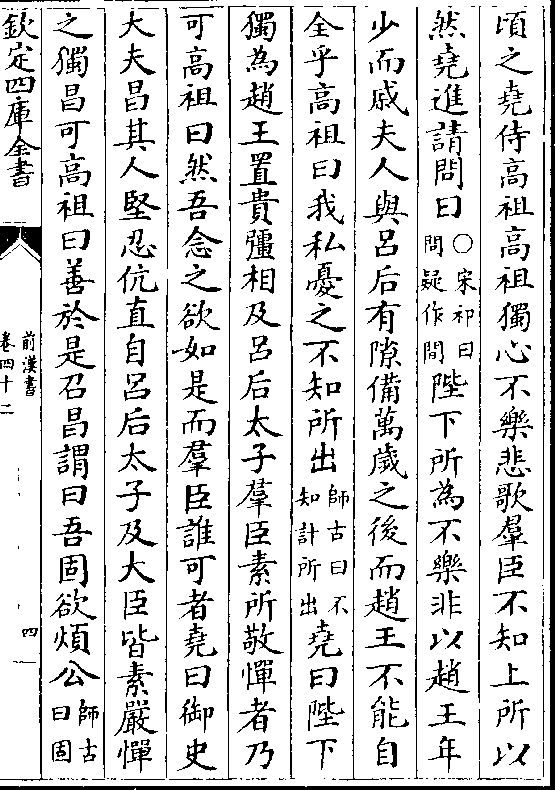 頃之堯侍高祖高祖獨心不樂悲歌羣臣不知上所以
然堯進請問曰○宋祁曰問疑作間陛下所為不樂非以趙王年
少而戚夫人與呂后有隙備萬歲之後而趙王不能自
全乎高祖曰我私憂之不知所出師古曰不知計所出堯曰陛下
獨為趙王置貴彊相及呂后太子羣臣素所敬憚者乃
可高祖曰然吾念之欲如是而羣臣誰可者堯曰御史
大夫昌其人堅忍伉直自呂后太子及大臣皆素嚴憚
之獨昌可高祖曰善於是召昌謂曰吾固欲煩公師古曰固
欽定四庫全書
前漢書
卷四十二
四